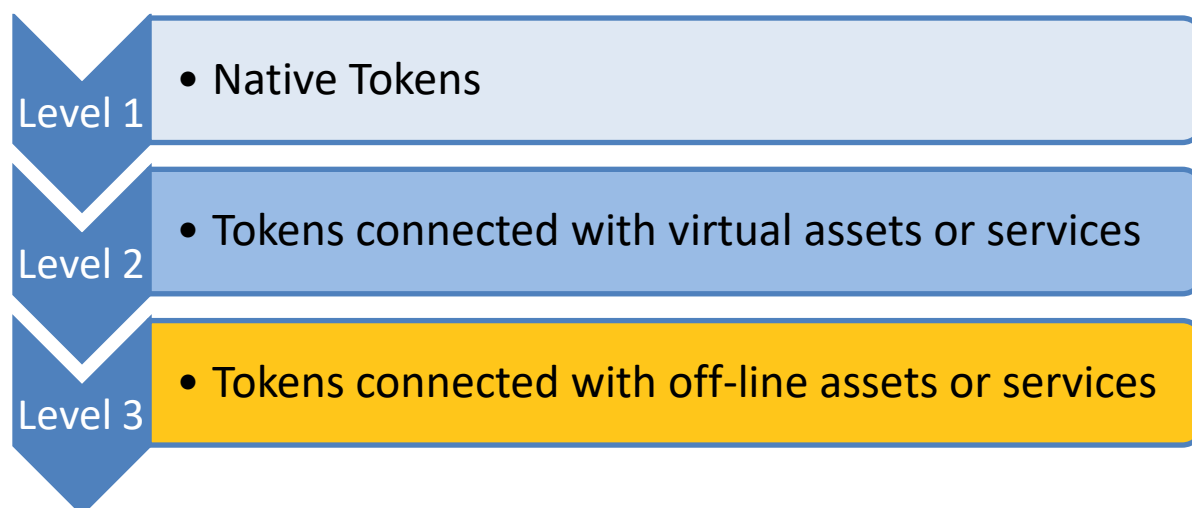 Level 1
• Native Tokens
Level 2
• Tokens connected with virtual assets or services
Level 3
• Tokens connected with off-line assets or services